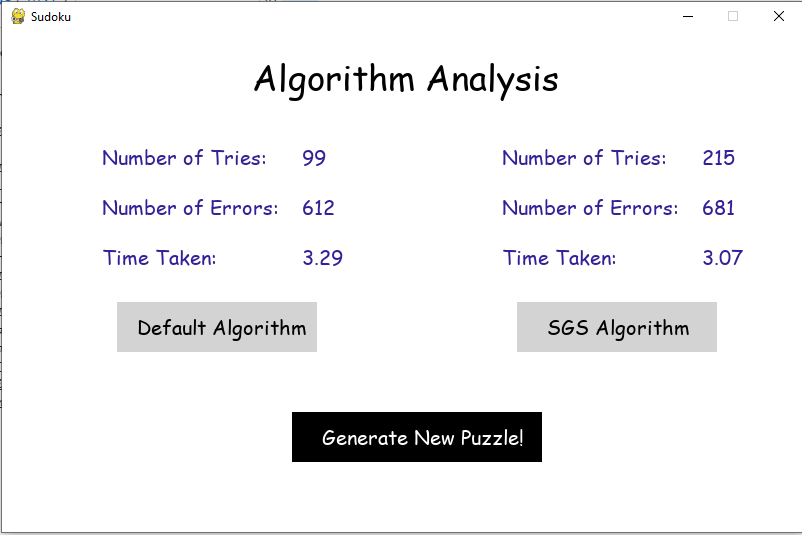 Sudoku
Algorithm Analysis
Number of Tries: 99
Number of Errors: 612
Time Taken: 3.29
Default Algorithm
Number of Tries: 215
Number of Errors: 681
Time Taken: 3.07
SGS Algorithm
Generate New Puzzle!